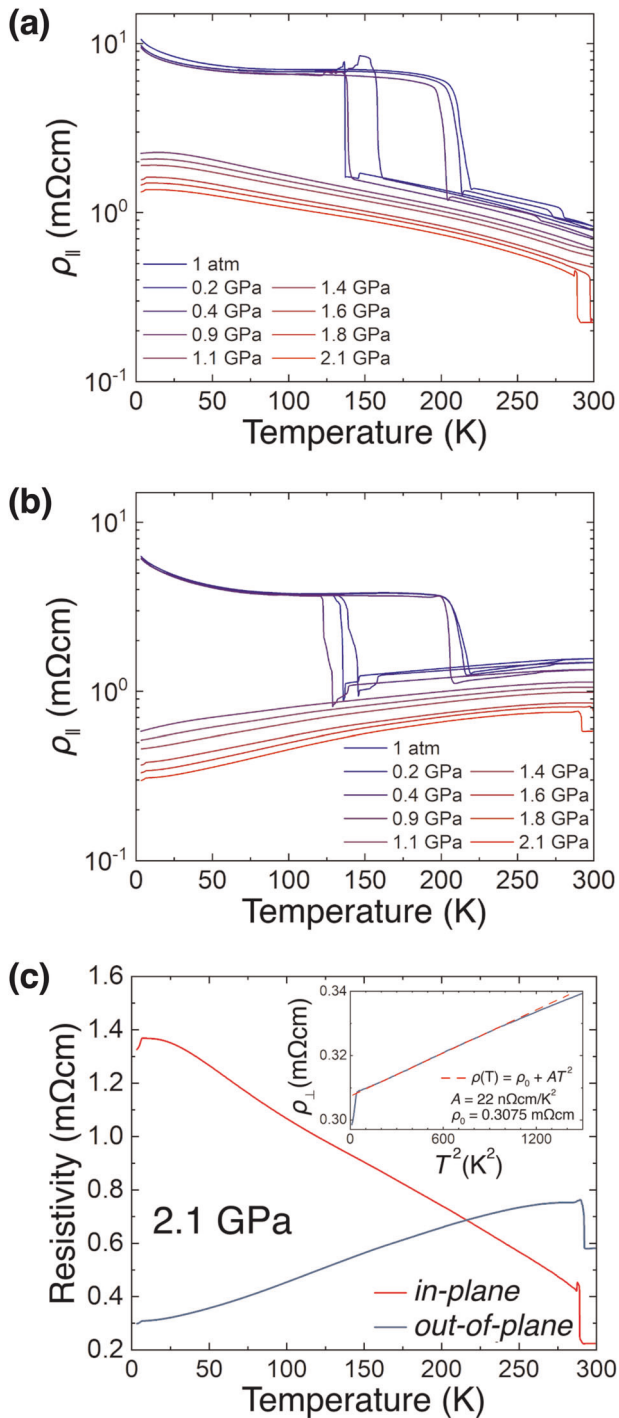 (a)
10¹
10⁰
10⁻¹
ρ∥ (mΩcm)
1 atm
0.2 GPa
0.4 GPa
0.9 GPa
1.1 GPa
1.4 GPa
1.6 GPa
1.8 GPa
2.1 GPa
0 50 100 150 200 250 300
Temperature (K)
(b)
10¹
10⁰
10⁻¹
ρ∥ (mΩcm)
1 atm
0.2 GPa
0.4 GPa
0.9 GPa
1.1 GPa
1.4 GPa
1.6 GPa
1.8 GPa
2.1 GPa
0 50 100 150 200 250 300
Temperature (K)
(c)
1.6
1.4
1.2
1.0
0.8
0.6
0.4
0.2
Resistivity (mΩcm)
0.34
0.32
0.30
ρ⊥ (mΩcm)
ρ(T) = ρ₀ + AT²
A = 22 nΩcm/K²
ρ₀ = 0.3075 mΩcm
0 600 1200
T²(K²)
2.1 GPa
in-plane
out-of-plane
0 50 100 150 200 250 300
Temperature (K)